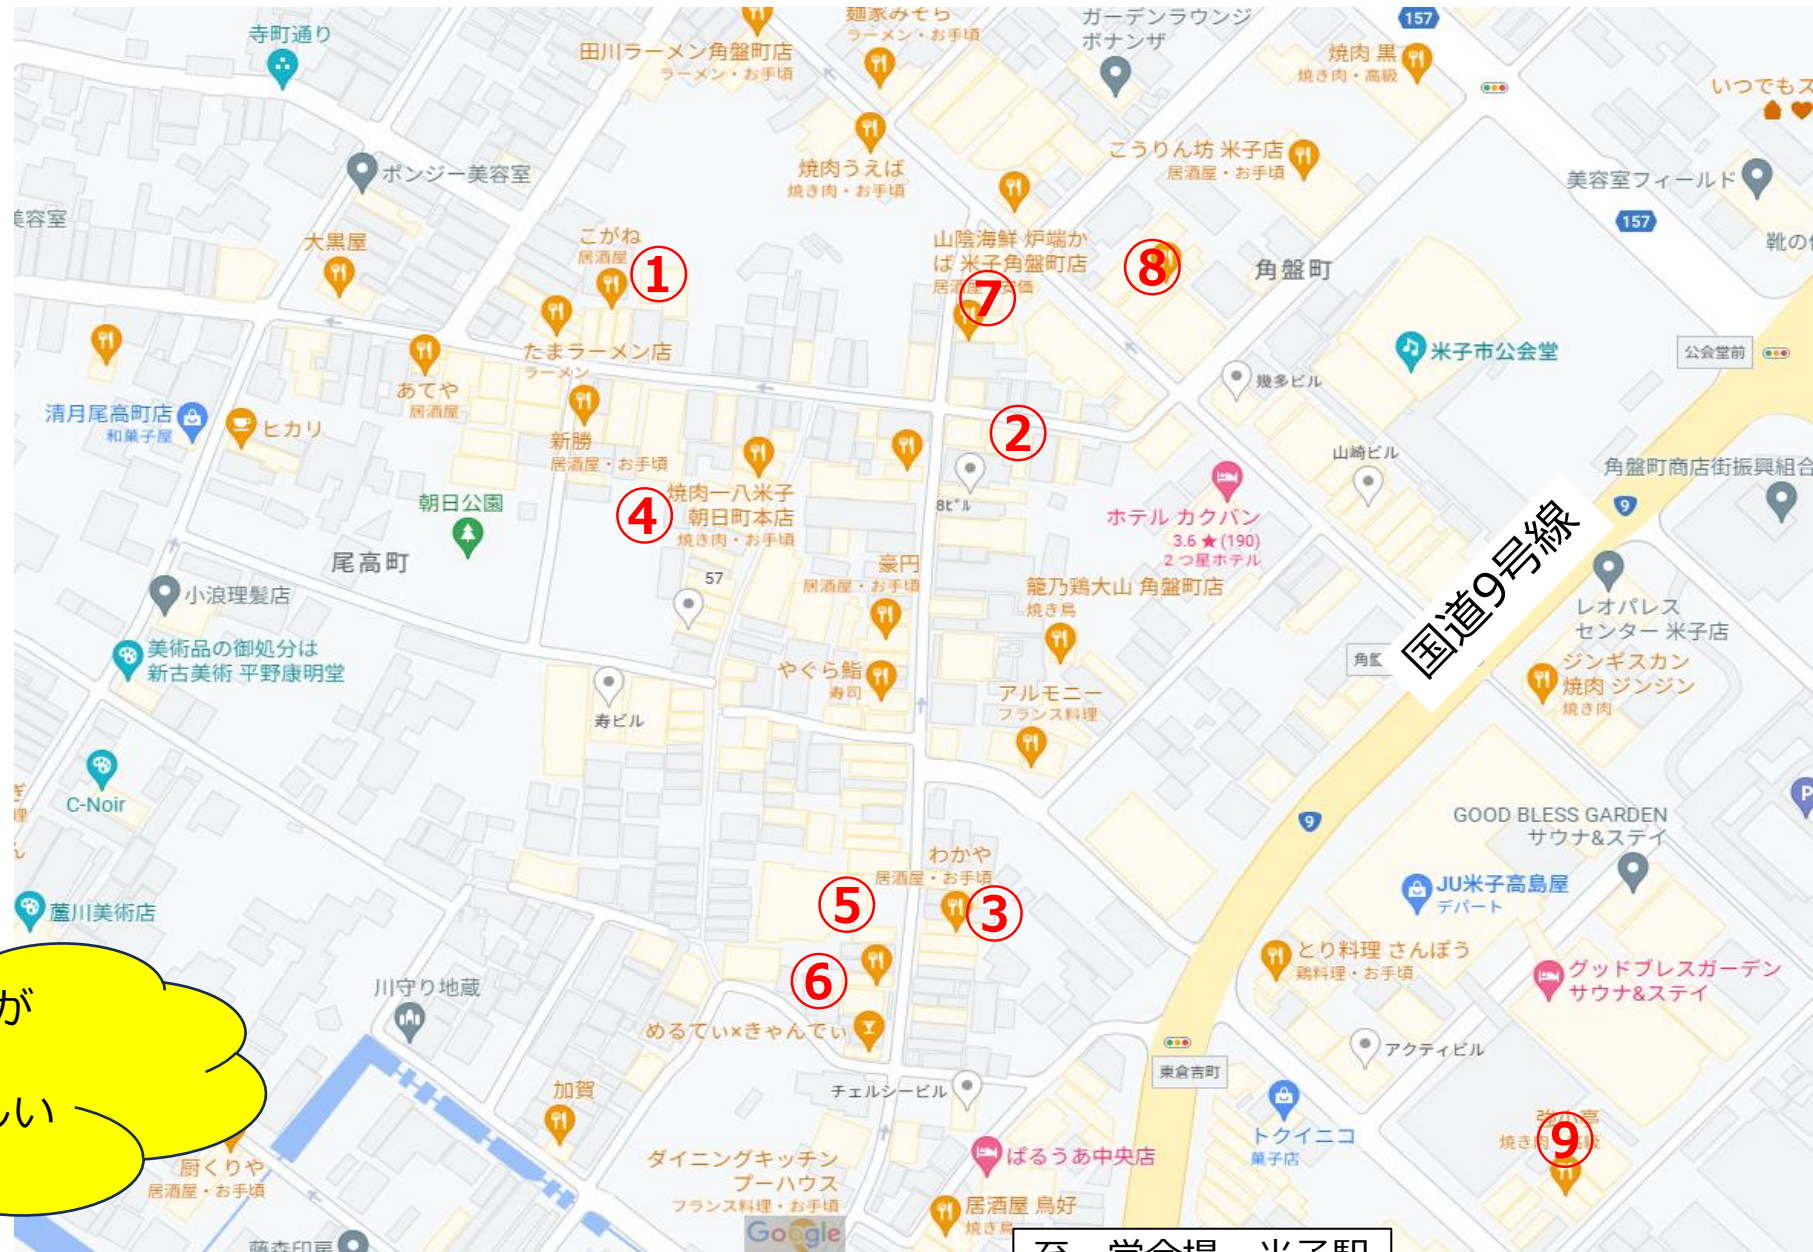 寺町通り
田川ラーメン角盤町店
ラーメン・お手頃
麺家みそら
ラーメン・お手頃
ガーデンラウンジ
ボナンザ
157
焼肉 黒
焼き肉・高級
いつでもス
ポンジー美容室
焼肉うえば
焼き肉・お手頃
こうりん坊 米子店
居酒屋・お手頃
美容室フィールド
157
美容室
大黒屋
こがね
居酒屋
①
山陰海鮮 炉端か
ば 米子角盤町店
⑦
⑧
角盤町
靴の
たまラーメン店
ラーメン
あてや
居酒屋
米子市公会堂
公会堂前
幾多ビル
清月尾高町店
和菓子屋
ヒカリ
新勝
居酒屋・お手頃
②
山崎ビル
角盤町商店街振興組合
9
朝日公園
④
焼肉一八米子
朝日町本店
焼き肉・お手頃
8ビル
ホテル カクバン
3.6 ★ (190)
2 つ星ホテル
国道9号線
尾高町
57
豪円
居酒屋・お手頃
籠乃鶏大山 角盤町店
焼き鳥
小浪理髪店
レオパレス
センター 米子店
美術品の御処分は
新古美術 平野康明堂
やぐら鮨
寿司
角盤
ジンギスカン
焼肉 ジンジン
焼き肉
寿ビル
アルモニー
フランス料理
C-Noir
9
GOOD BLESS GARDEN
サウナ&ステイ
P
わかや
居酒屋・お手頃
③
⑤
JU米子高島屋
デパート
蘆川美術店
とり料理 さんぽう
鶏料理・お手頃
グッドブレスガーデン
サウナ&ステイ
川守り地蔵
⑥
めるてぃ×きゃんてぃ
アクティビル
が
しい
東倉吉町
チェルシービル
加賀
トクイニコ
菓子店
⑨
厨くりや
居酒屋・お手頃
ダイニングキッチン
プーハウス
フランス料理・お手頃
ぱるうあ中央店
居酒屋 鳥好
焼き鳥
Google
藤森印房
至 学会場 米子駅